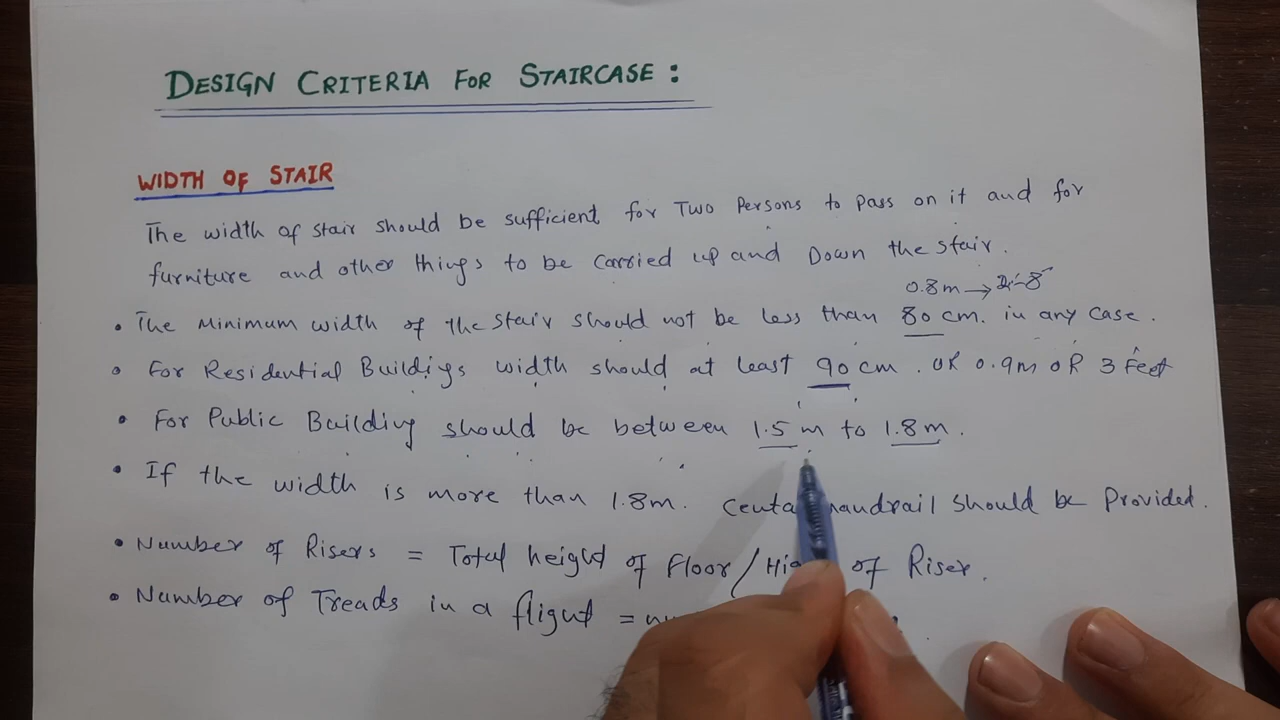 DESIGN CRITERIA FOR STAIRCASE :
WIDTH OF STAIR
The width of stair should be sufficient for Two Persons to Pass on it and for
furniture and other things to be carried up and Down the stair.
0.8m →
• The Minimum width of the stair should not be less than 80 cm. in any case.
• For Residential Buildings width should at least 90 cm. OR 0.9m OR 3 Feet
• For Public Building should be between 1.5 m to 1.8m.
• If the width is more than 1.8m. handrail should be Provided.
• Number of Risers = Total height of Floor / of Riser.
• Number of Treads in a flight =